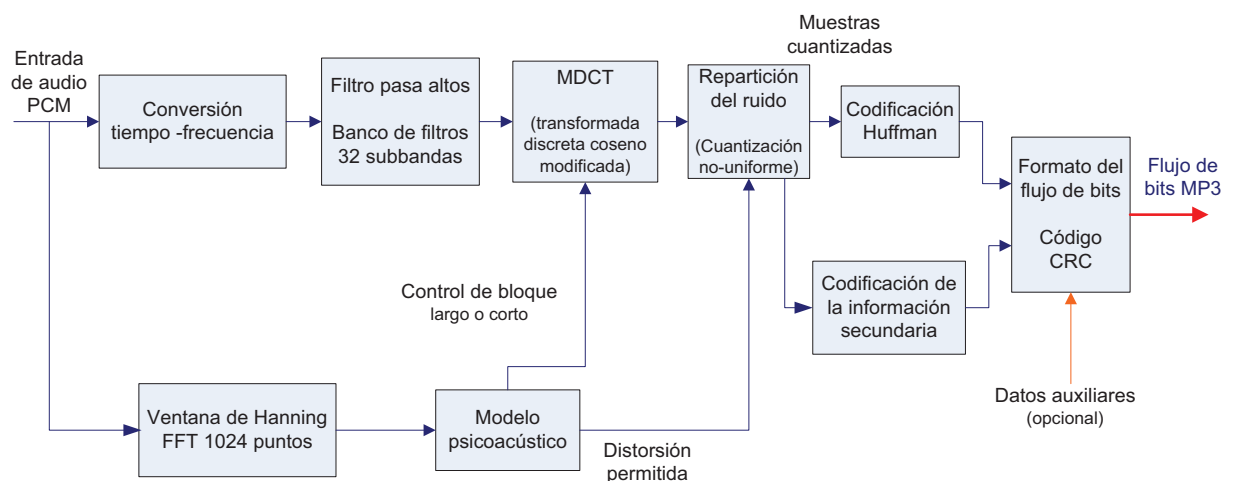 Entrada
de audio
PCM
Conversión
tiempo -frecuencia
Filtro pasa altos
Banco de filtros
32 subbandas
MDCT
(transformada
discreta coseno
modificada)
Repartición
del ruido
(Cuantización
no-uniforme)
Muestras
cuantizadas
Codificación
Huffman
Formato del
flujo de bits
Código
CRC
Flujo de
bits MP3
Control de bloque
largo o corto
Codificación de
la información
secundaria
Datos auxiliares
(opcional)
Ventana de Hanning
FFT 1024 puntos
Modelo
psicoacústico
Distorsión
permitida